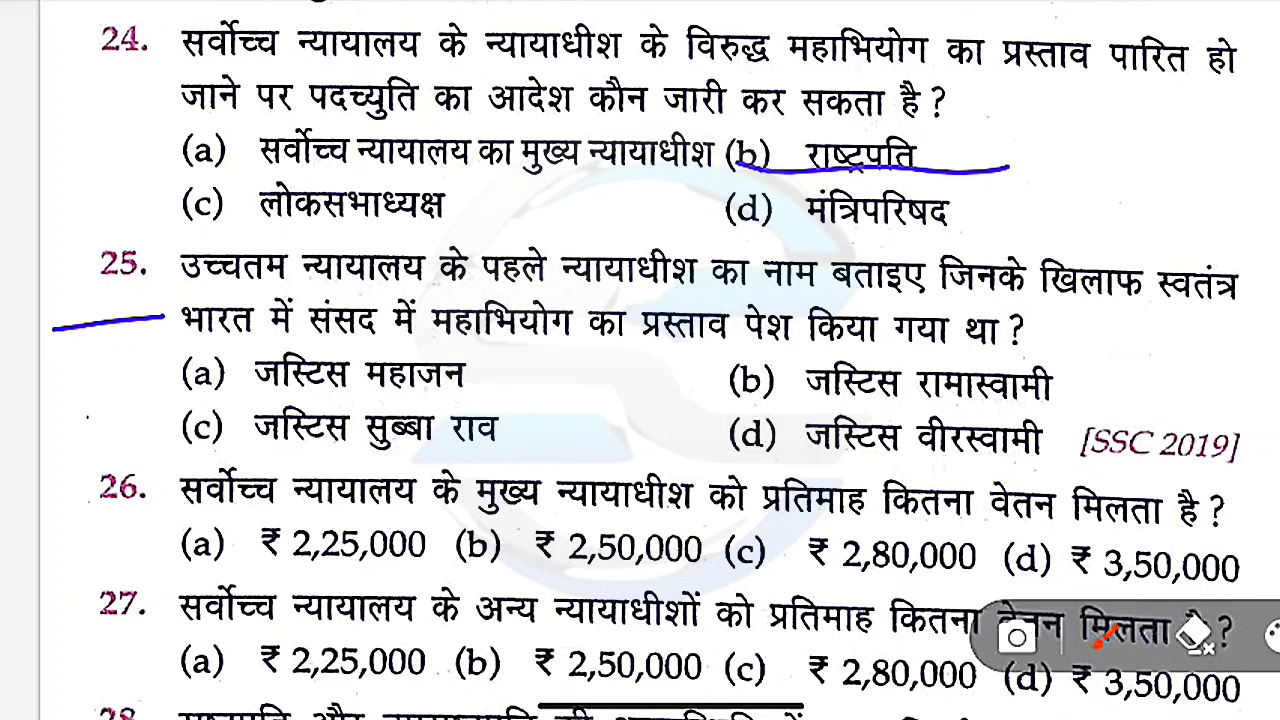 24. सर्वोच्च न्यायालय के न्यायाधीश के विरुद्ध महाभियोग का प्रस्ताव पारित हो
जाने पर पदच्युति का आदेश कौन जारी कर सकता है ?
(a) सर्वोच्च न्यायालय का मुख्य न्यायाधीश (b) राष्ट्रपति
(c) लोकसभाध्यक्ष (d) मंत्रिपरिषद
25. उच्चतम न्यायालय के पहले न्यायाधीश का नाम बताइए जिनके खिलाफ स्वतंत्र
भारत में संसद में महाभियोग का प्रस्ताव पेश किया गया था ?
(a) जस्टिस महाजन (b) जस्टिस रामास्वामी
(c) जस्टिस सुब्बा राव (d) जस्टिस वीरस्वामी [SSC 2019]
26. सर्वोच्च न्यायालय के मुख्य न्यायाधीश को प्रतिमाह कितना वेतन मिलता है ?
(a) ₹ 2,25,000 (b) ₹ 2,50,000 (c) ₹ 2,80,000 (d) ₹ 3,50,000
27. सर्वोच्च न्यायालय के अन्य न्यायाधीशों को प्रतिमाह कितना वेतन मिलता है ?
(a) ₹ 2,25,000 (b) ₹ 2,50,000 (c) ₹ 2,80,000 (d) ₹ 3,50,000
28.